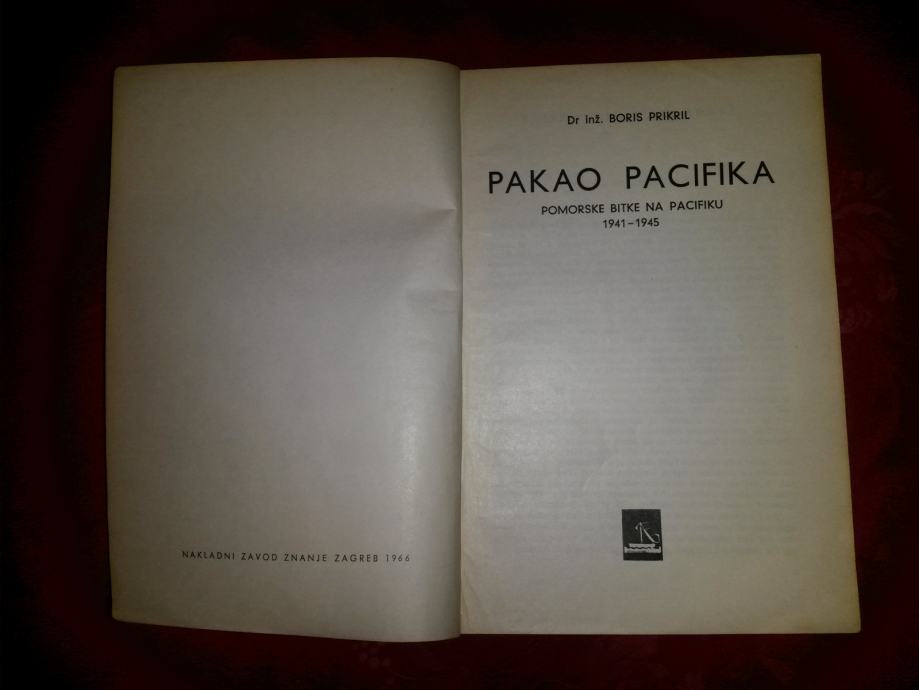 NAKLADNI ZAVOD ZNANJE ZAGREB 1966
Dr inž. BORIS PRIKRIL
PAKAO PACIFIKA
POMORSKE BITKE NA PACIFIKU
1941–1945